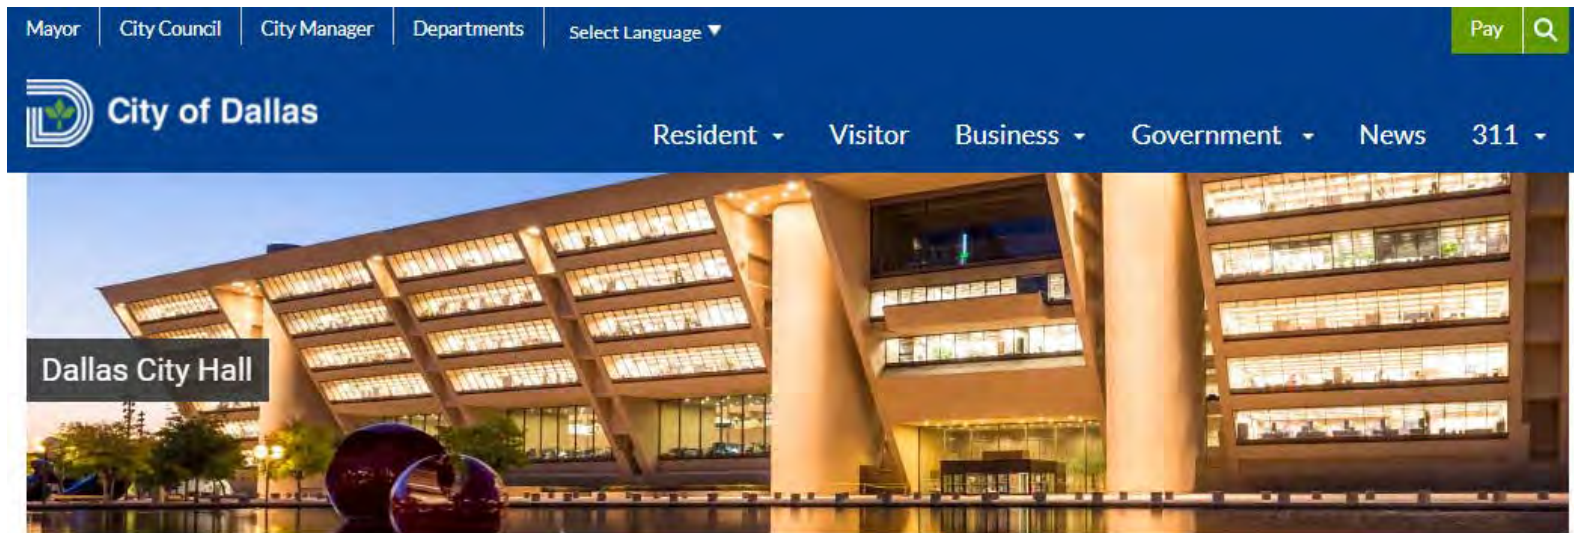 Mayor City Council City Manager Departments Select Language ▼ Pay
City of Dallas
Resident Visitor Business Government News 311
Dallas City Hall